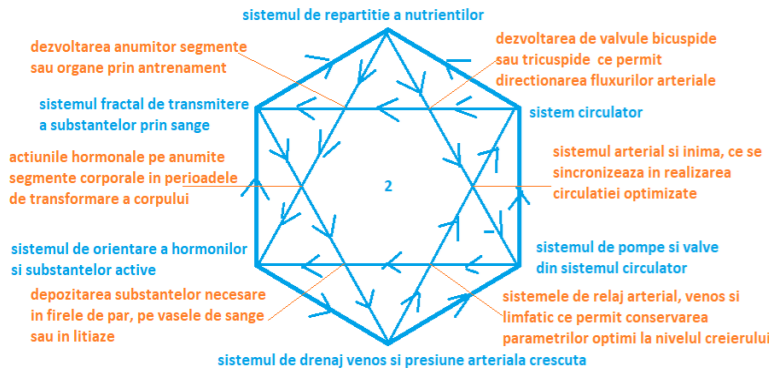 sistemul de repartitie a nutrientilor
dezvoltarea anumitor segmente
sau organe prin antrenament
dezvoltarea de valvule bicuspide
sau tricuspide ce permit
directionarea fluxurilor arteriale
sistemul fractal de transmitere
a substantelor prin sange
sistem circulator
actiunile hormonale pe anumite
segmente corporale in perioadele
de transformare a corpului
2
sistemul arterial si inima, ce se
sincronizeaza in realizarea
circulatiei optimizate
sistemul de orientare a hormonilor
si substantelor active
sistemul de pompe si valve
din sistemul circulator
depozitarea substantelor necesare
in firele de par, pe vasele de sange
sau in litiaze
sistemele de relaj arterial, venos si
limfatic ce permit conservarea
parametrilor optimi la nivelul creierului
sistemul de drenaj venos si presiune arteriala crescuta